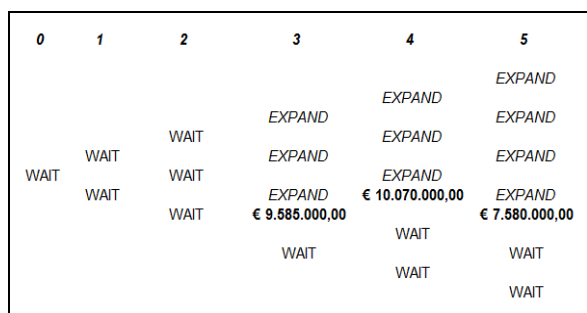 0 1 2 3 4 5
EXPAND
EXPAND
EXPAND EXPAND
WAIT EXPAND
WAIT EXPAND EXPAND
WAIT WAIT EXPAND
WAIT EXPAND EXPAND
WAIT € 9.585.000,00 € 10.070.000,00 € 7.580.000,00
WAIT
WAIT WAIT
WAIT
WAIT